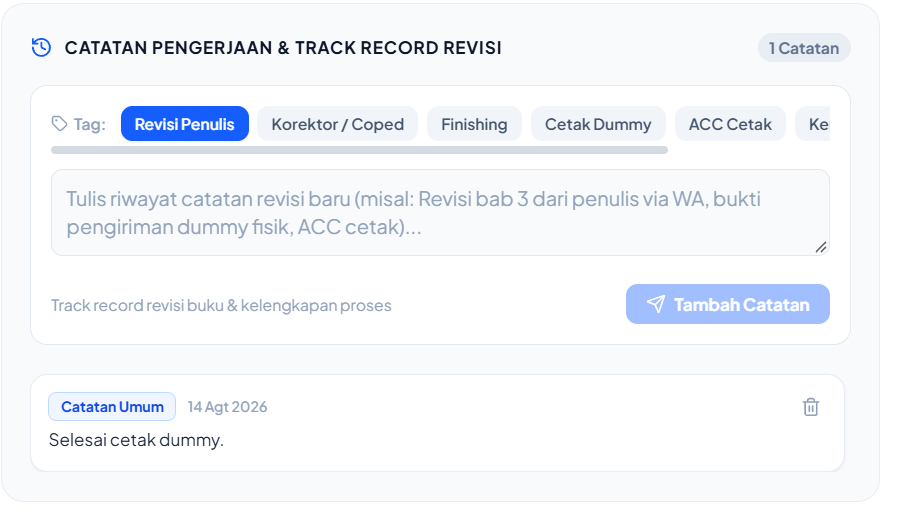 CATATAN PENGERJAAN & TRACK RECORD REVISI
1 Catatan
Tag:
Revisi Penulis
Korektor / Coped
Finishing
Cetak Dummy
ACC Cetak
Tulis riwayat catatan revisi baru (misal: Revisi bab 3 dari penulis via WA, bukti
pengiriman dummy fisik, ACC cetak)...
Track record revisi buku & kelengkapan proses
Tambah Catatan
Catatan Umum
14 Agt 2026
Selesai cetak dummy.